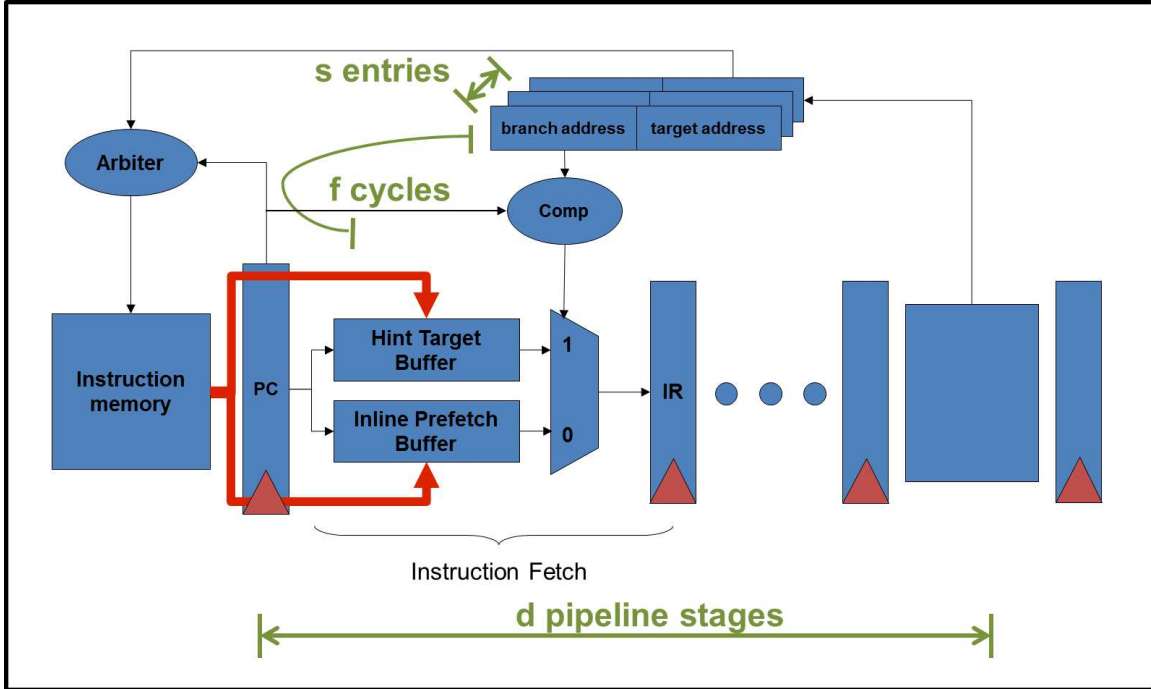 s entries
branch address
target address
Arbiter
f cycles
Comp
Hint Target
Buffer
1
Instruction
memory
PC
IR
Inline Prefetch
Buffer
0
Instruction Fetch
d pipeline stages